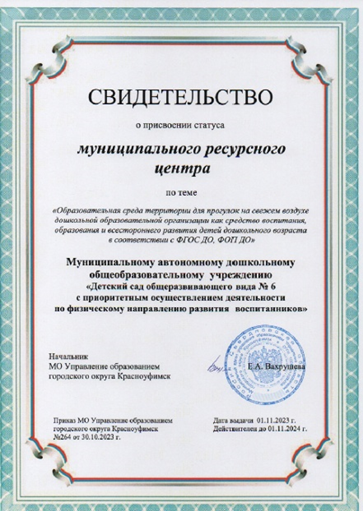 СВИДЕТЕЛЬСТВО
о присвоении статуса
муниципального ресурсного
центра
по теме
«Образовательная среда территории для прогулок на свежем воздухе
дошкольной образовательной организации как средство воспитания,
образования и всестороннего развития детей дошкольного возраста
в соответствии с ФГОС ДО, ФОП ДО»
Муниципальному автономному дошкольному
общеобразовательному учреждению
«Детский сад общеразвивающего вида № 6
с приоритетным осуществлением деятельности
по физическому направлению развития воспитанников»
Начальник
МО Управление образованием
городского округа Красноуфимск
Е.А. Вахрушева
Приказ МО Управление образованием
городского округа Красноуфимск
№264 от 30.10.2023 г.
Дата выдачи 01.11.2023 г.
Действителен до 01.11.2024 г.